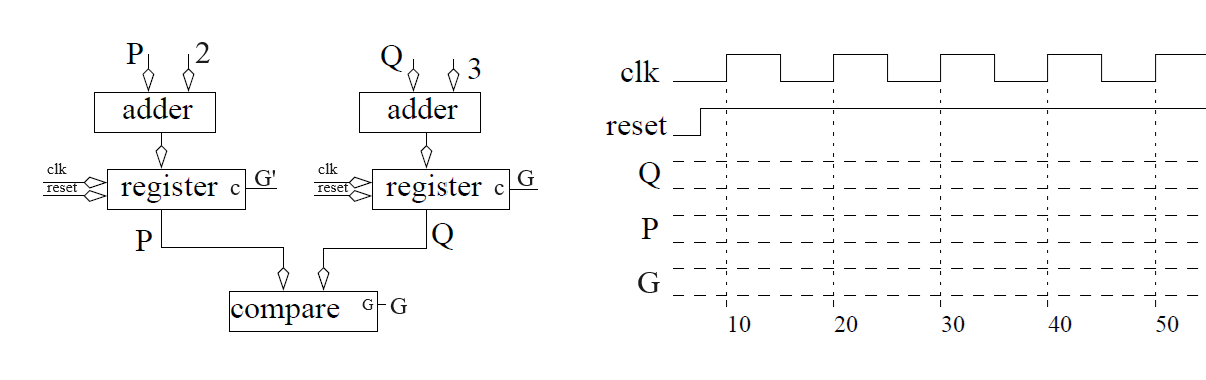 P 2
Q 3
adder
adder
clk
reset
register c G'
clk
reset
register c G
P
Q
compare G G
clk
reset
Q
P
G
10 20 30 40 50